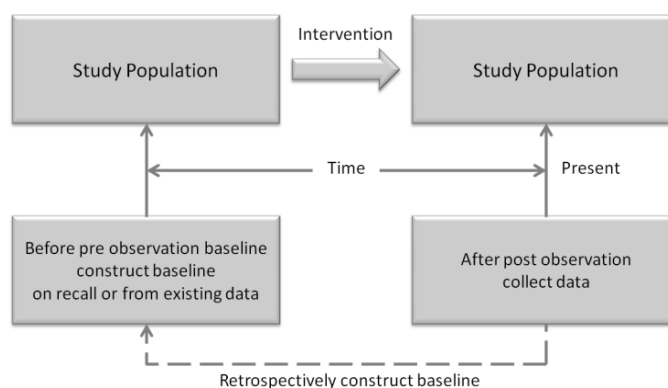 Intervention
Study Population
Study Population
Time
Present
Before pre observation baseline
construct baseline
on recall or from existing data
After post observation
collect data
Retrospectively construct baseline